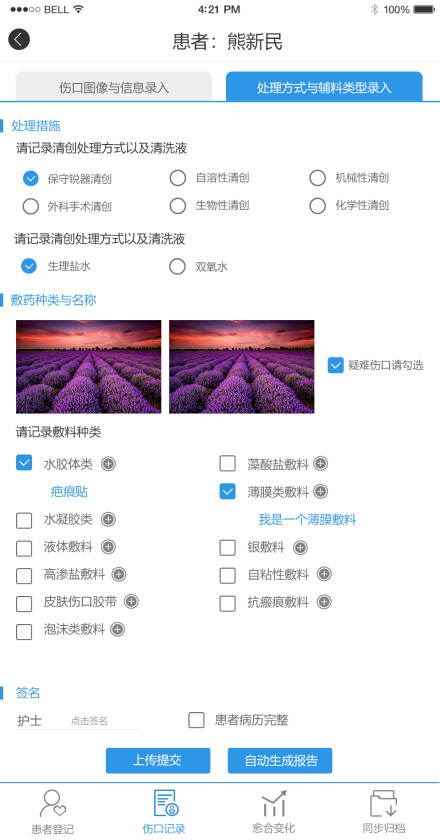 BELL 4:21 PM 100%
患者：熊新民
伤口图像与信息录入 处理方式与辅料类型录入
处理措施
请记录清创处理方式以及清洗液
保守锐器清创 自溶性清创 机械性清创
外科手术清创 生物性清创 化学性清创
请记录清创处理方式以及清洗液
生理盐水 双氧水
敷药种类与名称
疑难伤口请勾选
请记录敷料种类
水胶体类 藻酸盐敷料
疤痕贴 薄膜类敷料
水凝胶类 我是一个薄膜敷料
液体敷料 银敷料
高渗盐敷料 自粘性敷料
皮肤伤口胶带 抗瘢痕敷料
泡沫类敷料
签名
护士 点击签名 患者病历完整
上传提交 自动生成报告
患者登记 伤口记录 愈合变化 同步归档